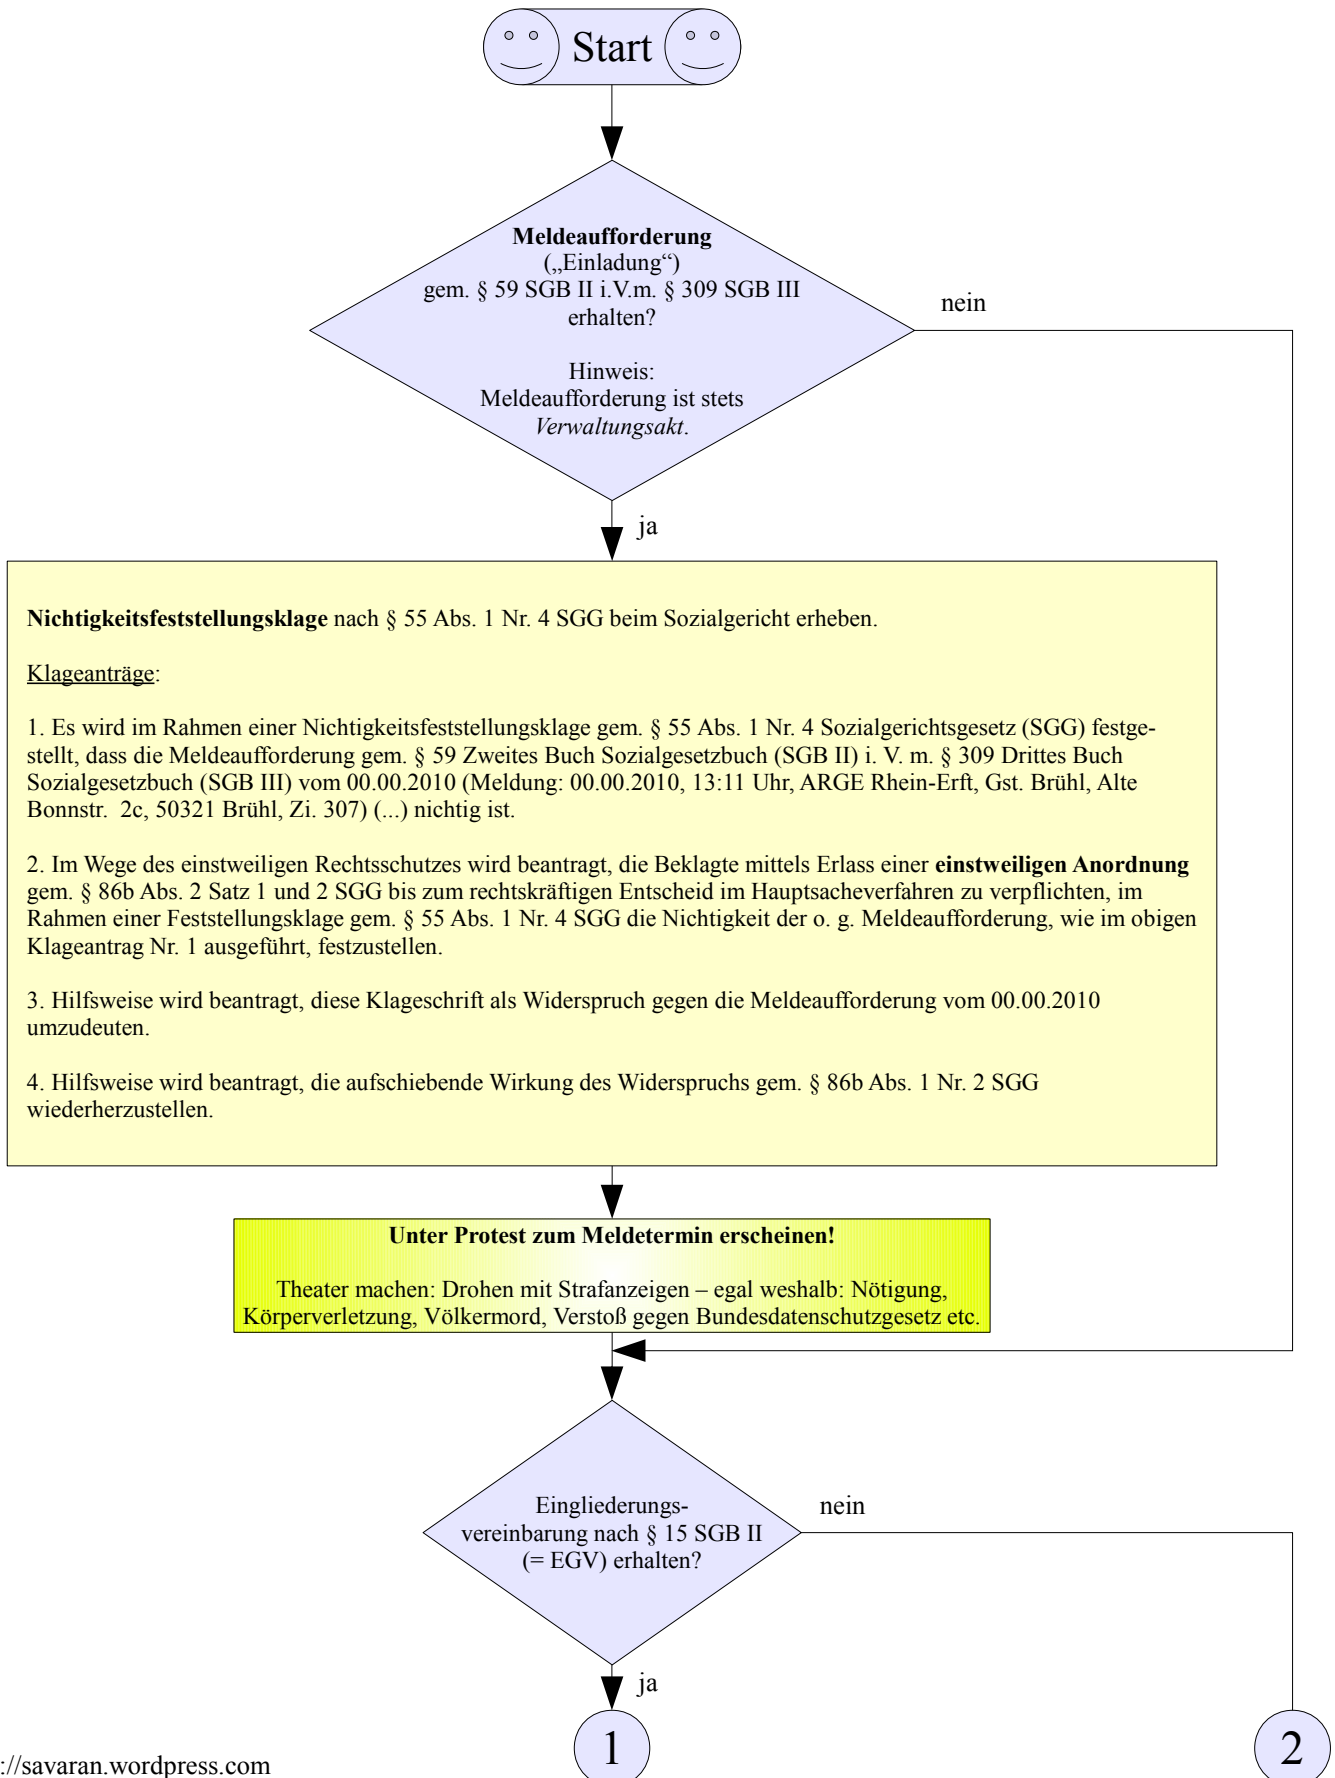 Start
Meldeaufforderung
(„Einladung“)
gem. § 59 SGB II i.V.m. § 309 SGB III
erhalten?
Hinweis:
Meldeaufforderung ist stets
Verwaltungsakt.
nein
ja
Nichtigkeitsfeststellungsklage nach § 55 Abs. 1 Nr. 4 SGG beim Sozialgericht erheben.
Klageanträge:
1. Es wird im Rahmen einer Nichtigkeitsfeststellungsklage gem. § 55 Abs. 1 Nr. 4 Sozialgerichtsgesetz (SGG) festge-
stellt, dass die Meldeaufforderung gem. § 59 Zweites Buch Sozialgesetzbuch (SGB II) i. V. m. § 309 Drittes Buch
Sozialgesetzbuch (SGB III) vom 00.00.2010 (Meldung: 00.00.2010, 13:11 Uhr, ARGE Rhein-Erft, Gst. Brühl, Alte
Bonnstr. 2c, 50321 Brühl, Zi. 307) (...) nichtig ist.
2. Im Wege des einstweiligen Rechtsschutzes wird beantragt, die Beklagte mittels Erlass einer einstweiligen Anordnung
gem. § 86b Abs. 2 Satz 1 und 2 SGG bis zum rechtskräftigen Entscheid im Hauptsacheverfahren zu verpflichten, im
Rahmen einer Feststellungsklage gem. § 55 Abs. 1 Nr. 4 SGG die Nichtigkeit der o. g. Meldeaufforderung, wie im obigen
Klageantrag Nr. 1 ausgeführt, festzustellen.
3. Hilfsweise wird beantragt, diese Klageschrift als Widerspruch gegen die Meldeaufforderung vom 00.00.2010
umzudeuten.
4. Hilfsweise wird beantragt, die aufschiebende Wirkung des Widerspruchs gem. § 86b Abs. 1 Nr. 2 SGG
wiederherzustellen.
Unter Protest zum Meldetermin erscheinen!
Theater machen: Drohen mit Strafanzeigen – egal weshalb: Nötigung,
Körperverletzung, Völkermord, Verstoß gegen Bundesdatenschutzgesetz etc.
Eingliederungs-
vereinbarung nach § 15 SGB II
(= EGV) erhalten?
nein
ja
1
2
://savaran.wordpress.com